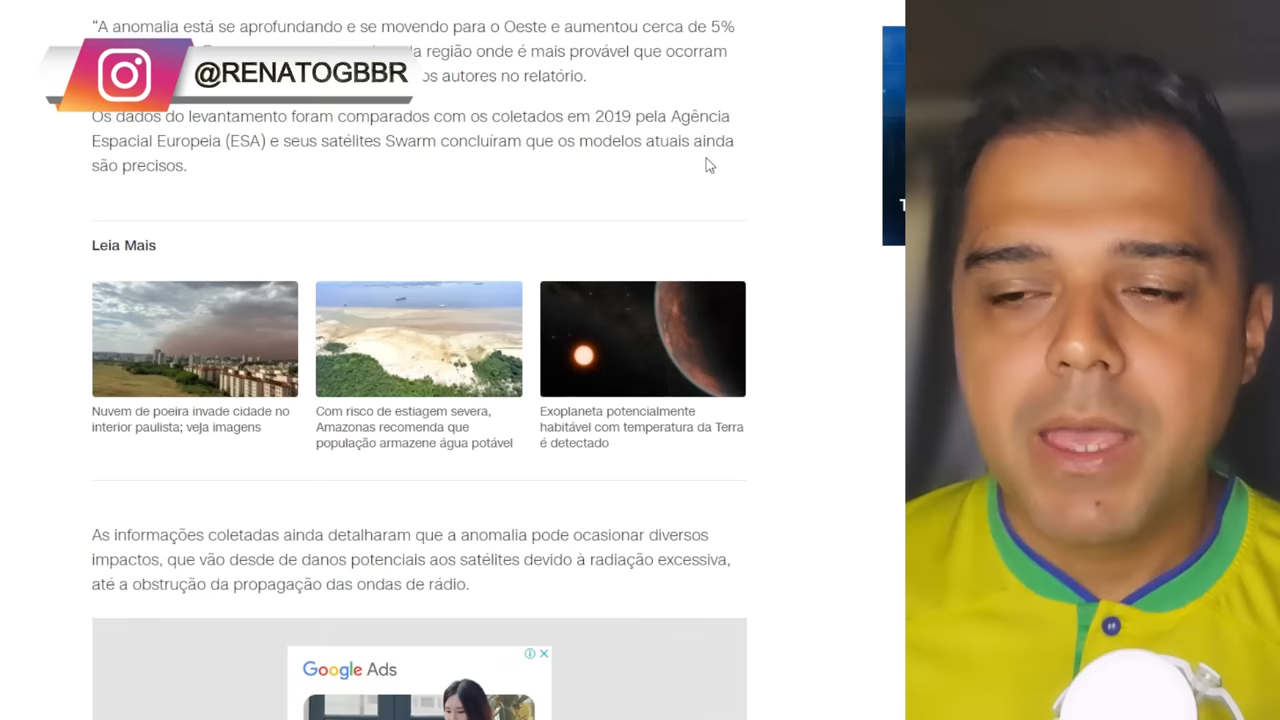 “A anomalia está se aprofundando e se movendo para o Oeste e aumentou cerca de 5%
@RENATOGBBR
região onde é mais provável que ocorram
os autores no relatório.
Os dados do levantamento foram comparados com os coletados em 2019 pela Agência
Espacial Europeia (ESA) e seus satélites Swarm concluíram que os modelos atuais ainda
são precisos.
Leia Mais
Nuvem de poeira invade cidade no
interior paulista; veja imagens
Com risco de estiagem severa,
Amazonas recomenda que
população armazene água potável
Exoplaneta potencialmente
habitável com temperatura da Terra
é detectado
As informações coletadas ainda detalharam que a anomalia pode ocasionar diversos
impactos, que vão desde de danos potenciais aos satélites devido à radiação excessiva,
até a obstrução da propagação das ondas de rádio.
Google Ads